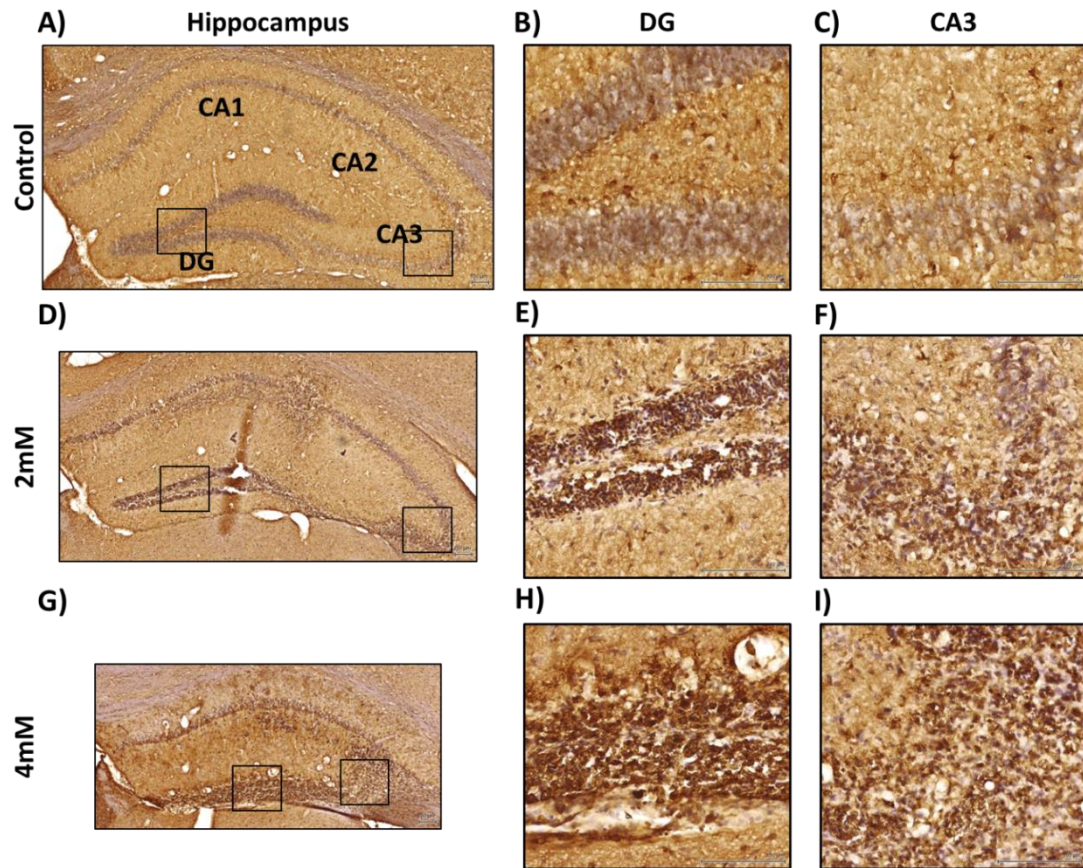 A) Hippocampus B) DG C) CA3
Control
CA1
CA2
CA3
DG
D) E) F)
2mM
G) H) I)
4mM